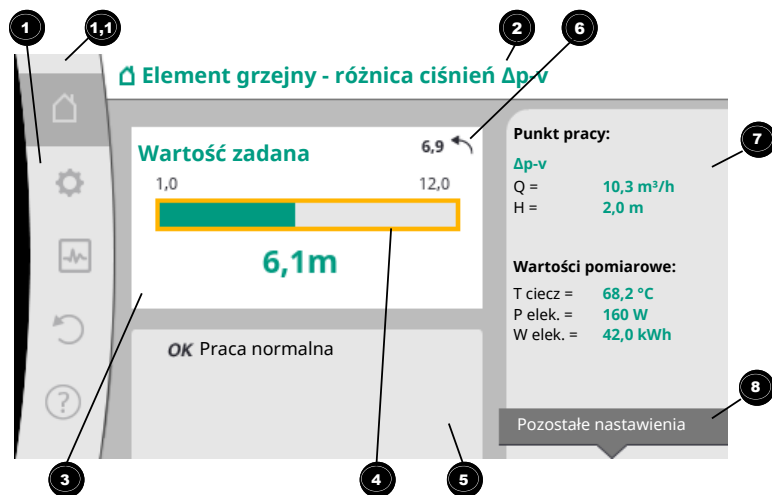 1
1,1
2
6
Element grzejny - różnica ciśnień Δp-v
Wartość zadana
6,9
1,0
12,0
6,1m
OK Praca normalna
Punkt pracy:
7
Δp-v
Q = 10,3 m³/h
H = 2,0 m
Wartości pomiarowe:
T ciecz = 68,2 °C
P elek. = 160 W
W elek. = 42,0 kWh
8
Pozostałe nastawienia
3
4
5
?